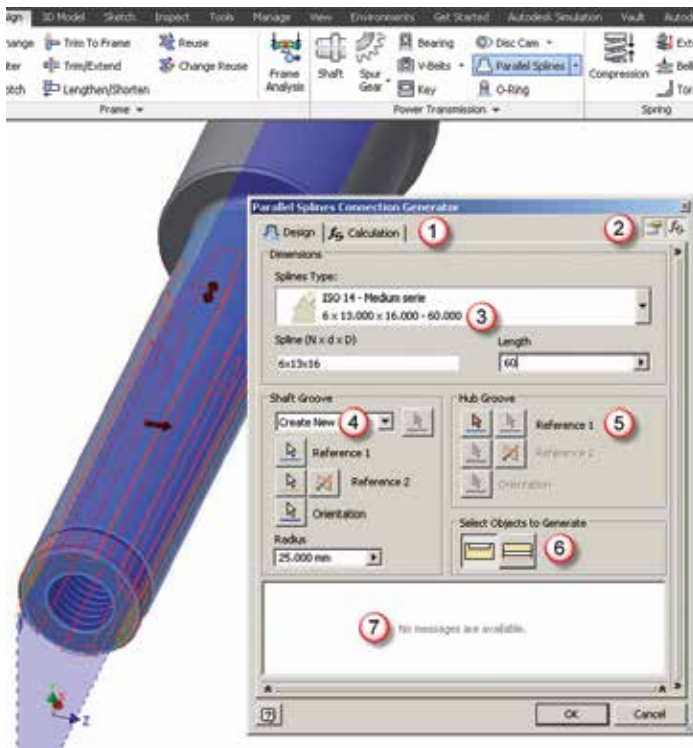 sign 3D Model Sketch Inspect Tools Manage View Environments Get Started Autodesk Simulation Vault Autod
hange Trim To Frame Reuse
Trim/Extend Change Reuse
Lengthen/Shorten
Frame Analysis
Shaft
Spur Gear
Bearing Disc Cam
V-Belts Parallel Splines
Key O-Ring
Compression
Frame
Power Transmission
Spring
Parallel Splines Connection Generator
Design Calculation 1 2
Dimensions
Splines Type:
ISO 14 - Medium serie
6 x 13.000 x 16.000 - 60.000 3
Spline (N x d x D) Length
6x13x16 60
Shaft Groove Hub Groove
Create New 4
Reference 1 5
Reference 1
Reference 2
Reference 2
Orientation
Orientation
Radius
25.000 mm
Select Objects to Generate
6
7 No messages are available.
OK Cancel
Z